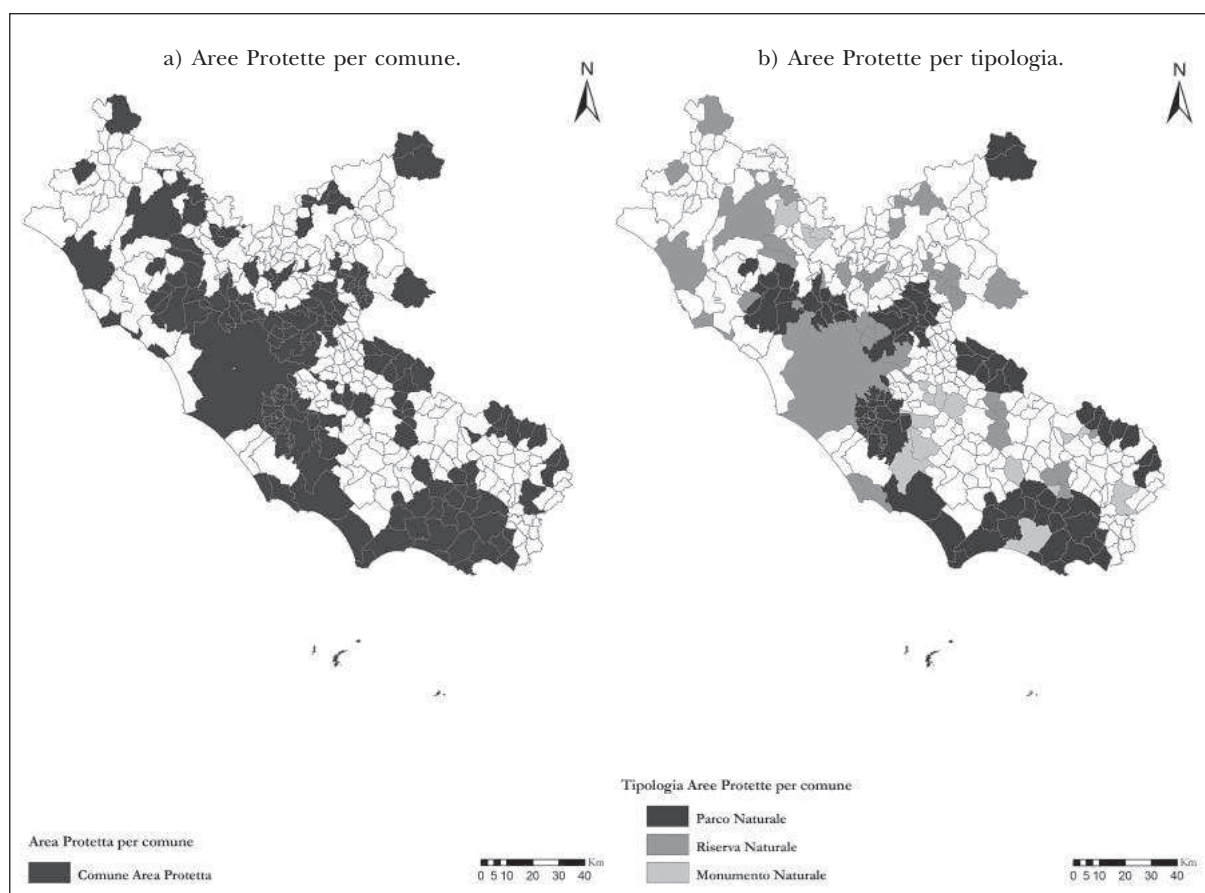 a) Aree Protette per comune.
N
Area Protetta per comune
Comune Area Protetta
Km
0 5 10 20 30 40
b) Aree Protette per tipologia.
N
Tipologia Aree Protette per comune
Parco Naturale
Riserva Naturale
Monumento Naturale
Km
0 5 10 20 30 40